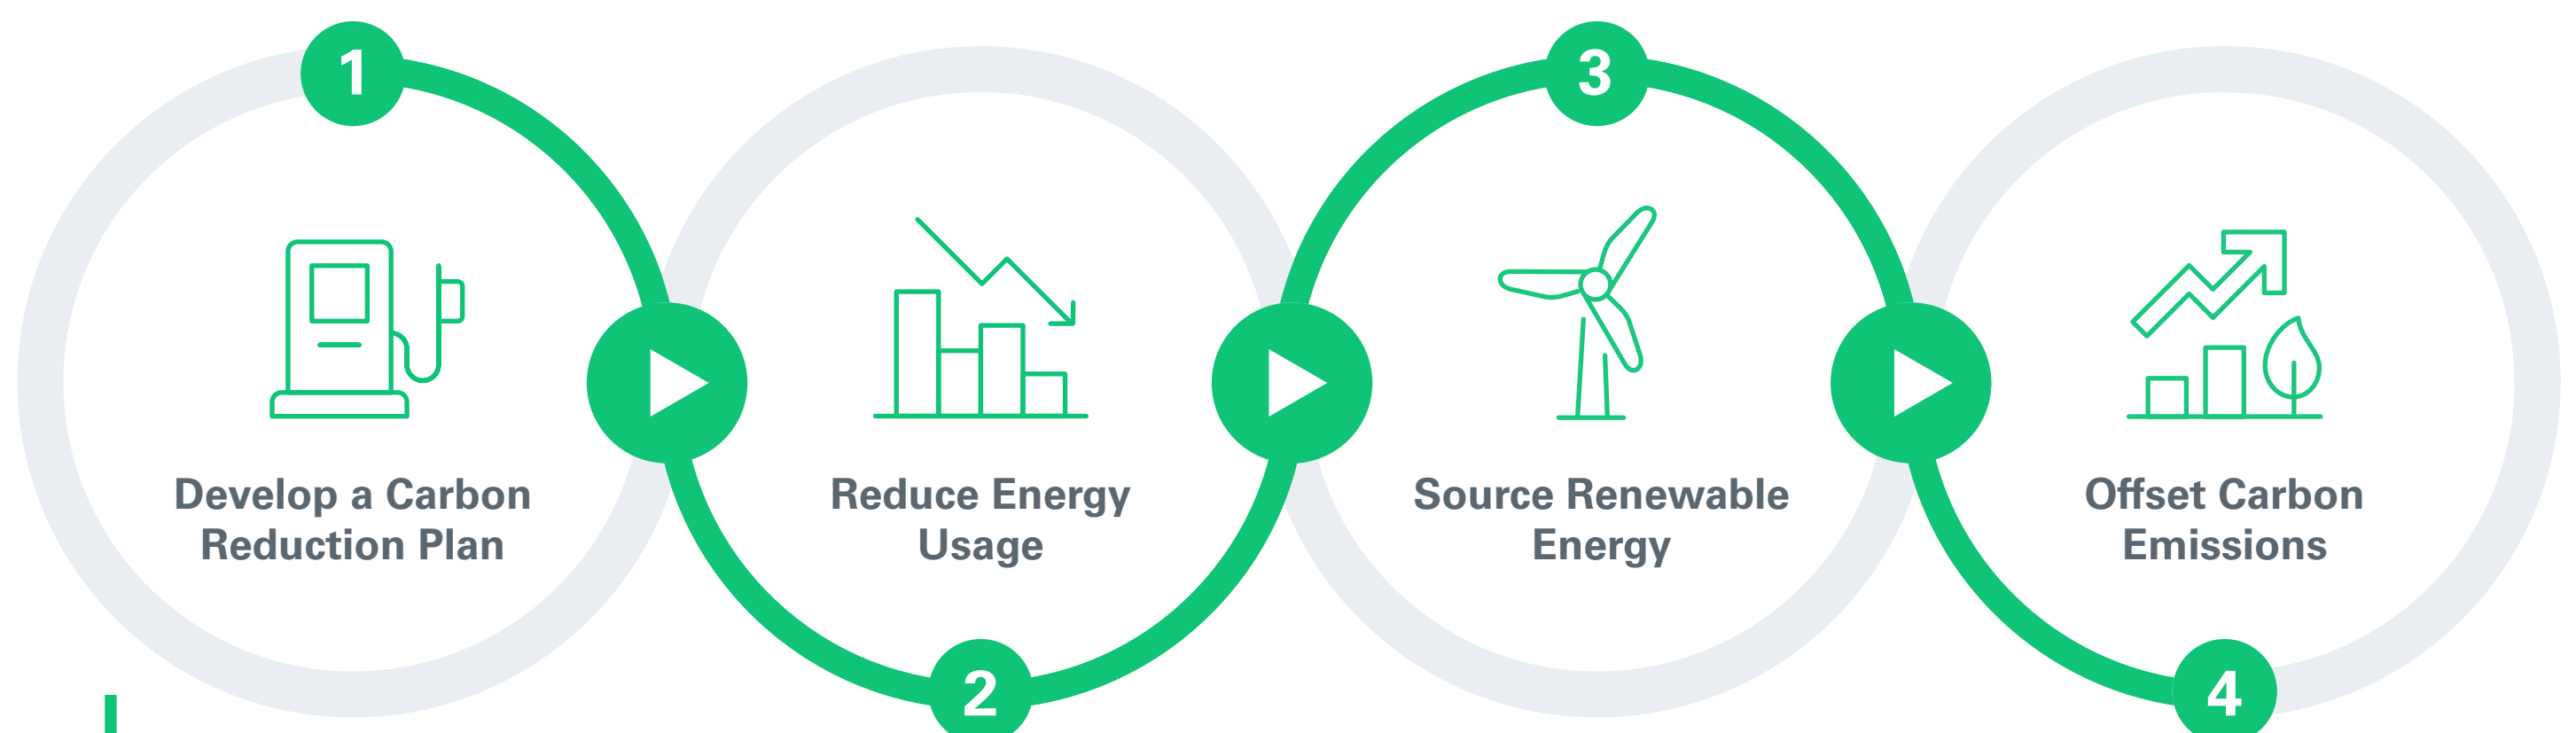 1
Develop a Carbon
Reduction Plan
2
Reduce Energy
Usage
3
Source Renewable
Energy
4
Offset Carbon
Emissions